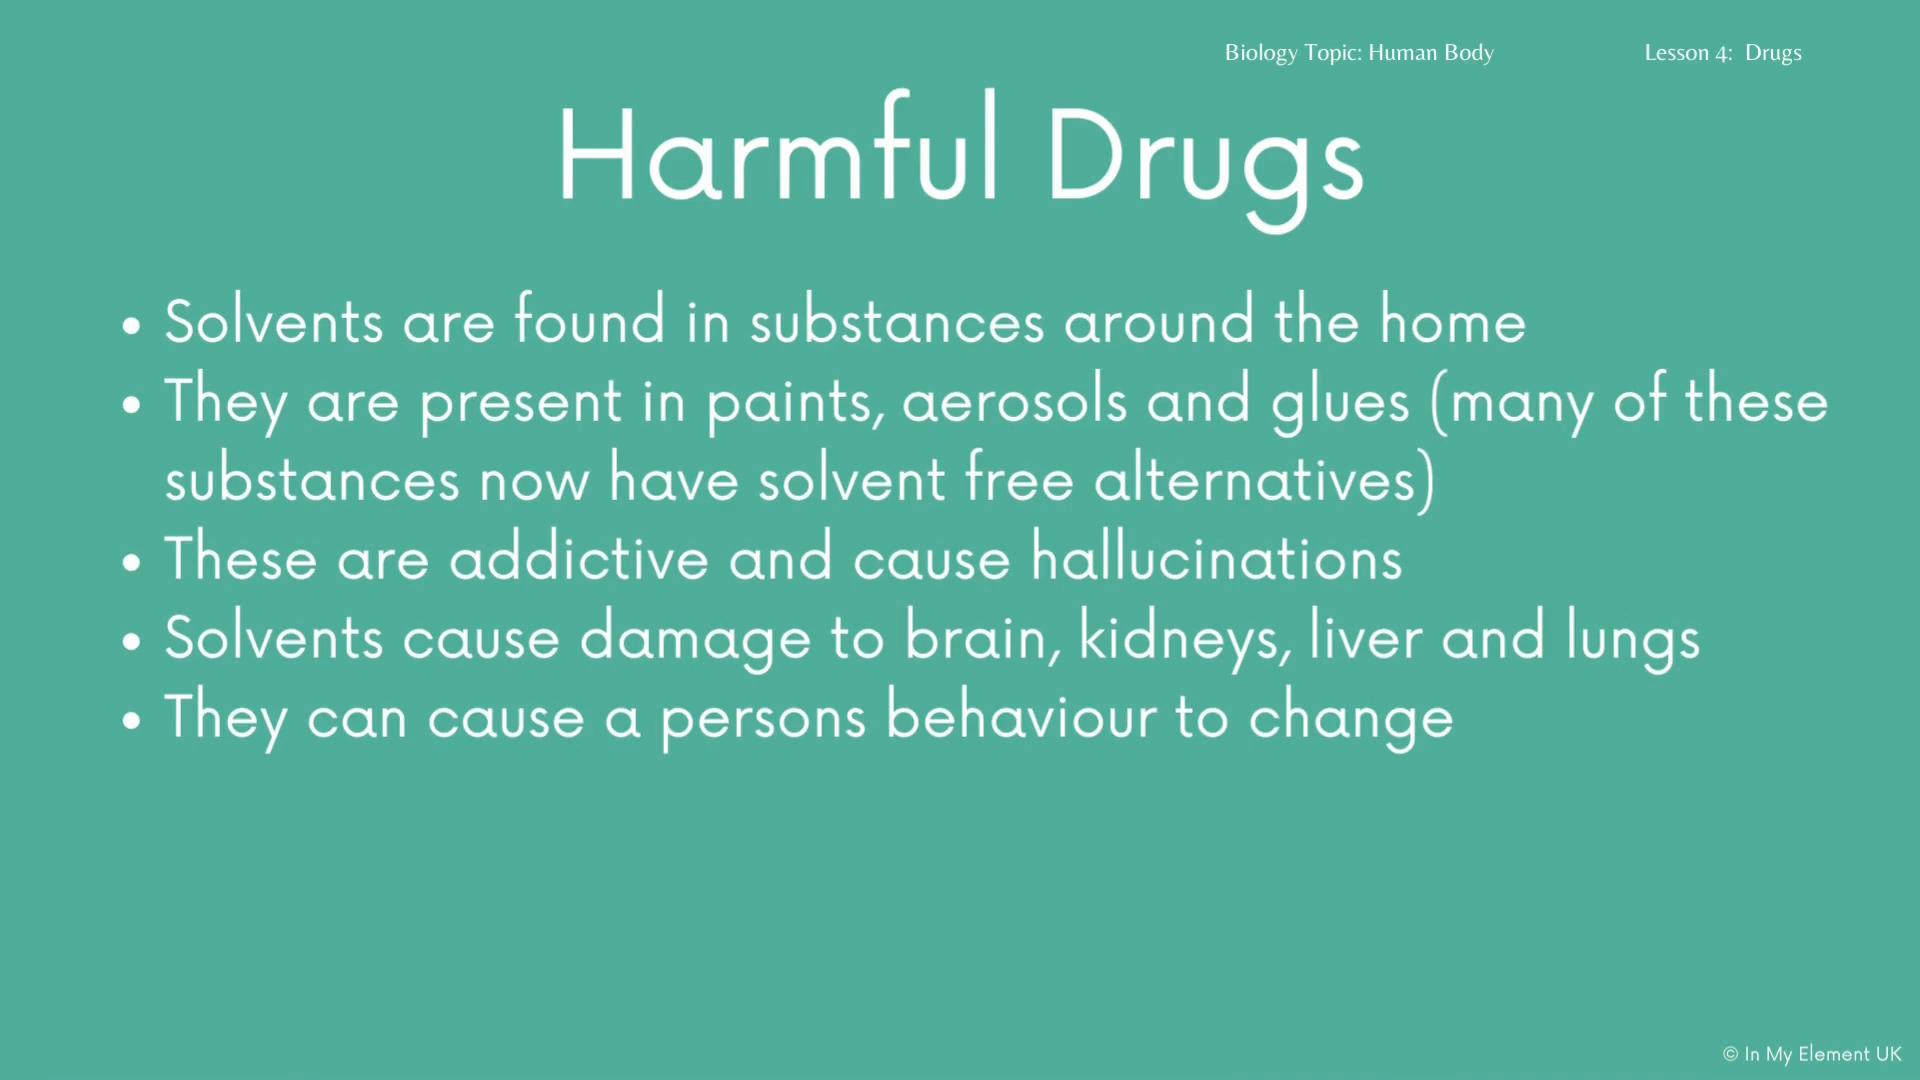 Biology Topic: Human Body Lesson 4: Drugs
Harmful Drugs
• Solvents are found in substances around the home
• They are present in paints, aerosols and glues (many of these
substances now have solvent free alternatives)
• These are addictive and cause hallucinations
• Solvents cause damage to brain, kidneys, liver and lungs
• They can cause a persons behaviour to change
© In My Element UK